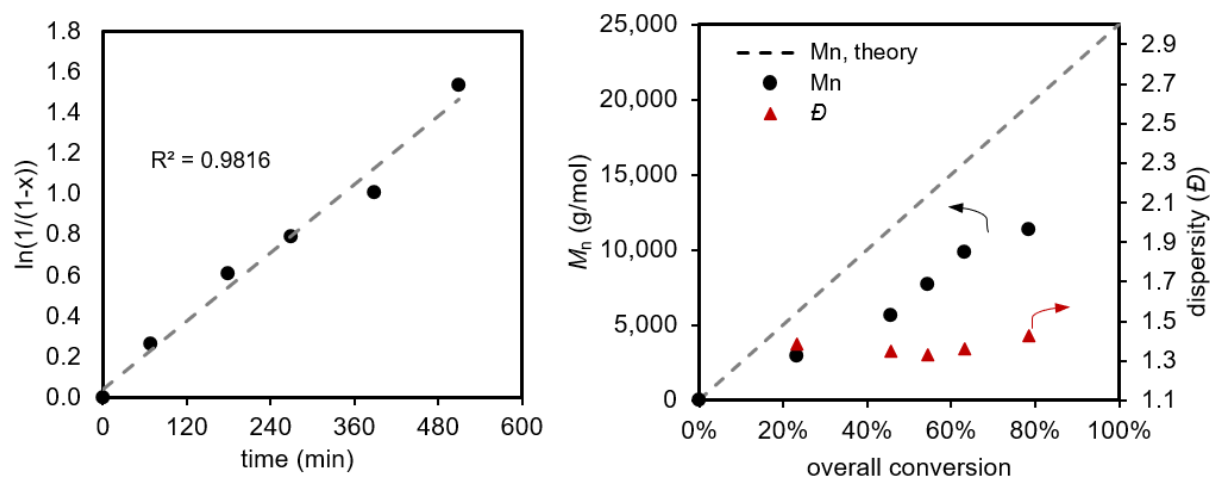 1.8
1.6
1.4
1.2
1.0
0.8
0.6
0.4
0.2
0.0
ln(1/(1-x))
R² = 0.9816
0 120 240 360 480 600
time (min)
25,000
20,000
15,000
10,000
5,000
0
Mn (g/mol)
Mn, theory
Mn
Đ
2.9
2.7
2.5
2.3
2.1
1.9
1.7
1.5
1.3
1.1
dispersity (Đ)
0% 20% 40% 60% 80% 100%
overall conversion